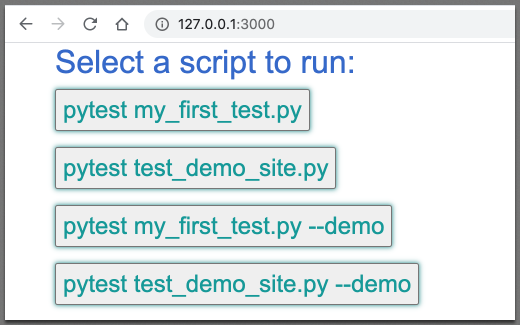 127.0.0.1:3000
Select a script to run:
pytest my_first_test.py
pytest test_demo_site.py
pytest my_first_test.py --demo
pytest test_demo_site.py --demo